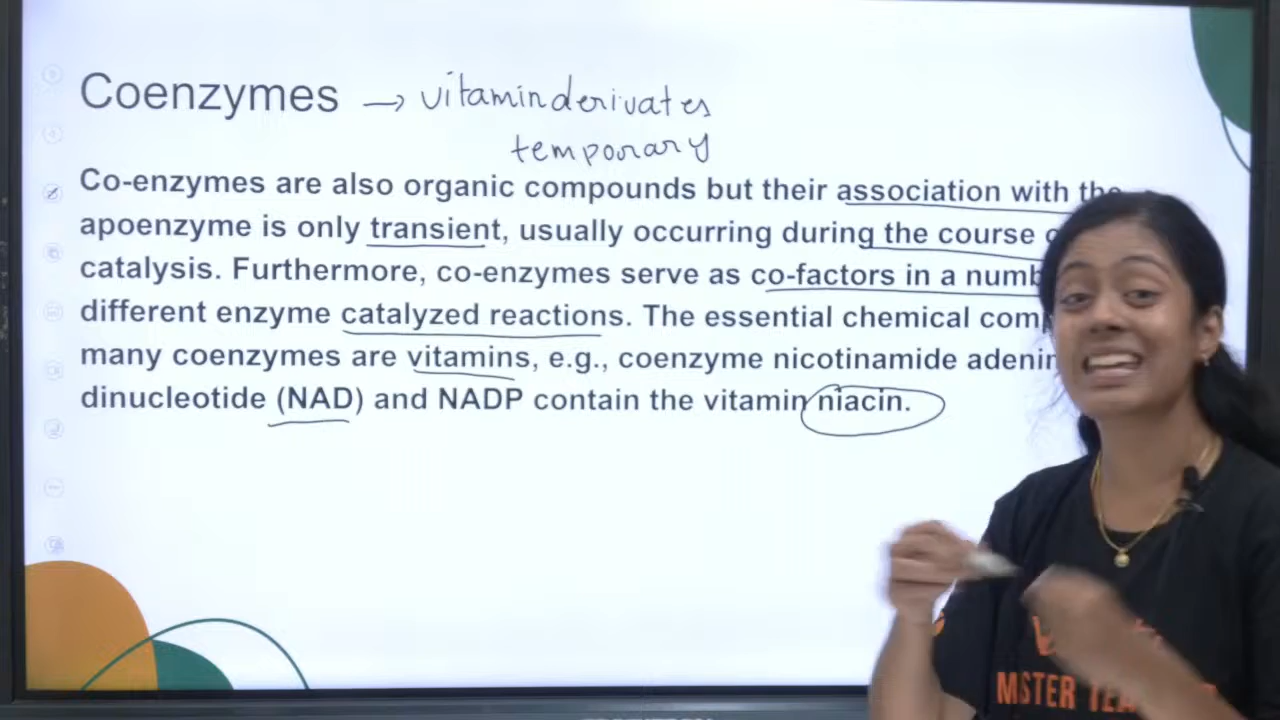 Coenzymes → vitamin derivates
temporary
Co-enzymes are also organic compounds but their association with the
apoenzyme is only transient, usually occurring during the course
catalysis. Furthermore, co-enzymes serve as co-factors in a numb
different enzyme catalyzed reactions. The essential chemical com
many coenzymes are vitamins, e.g., coenzyme nicotinamide adenin
dinucleotide (NAD) and NADP contain the vitamin niacin.
MSTER TEA